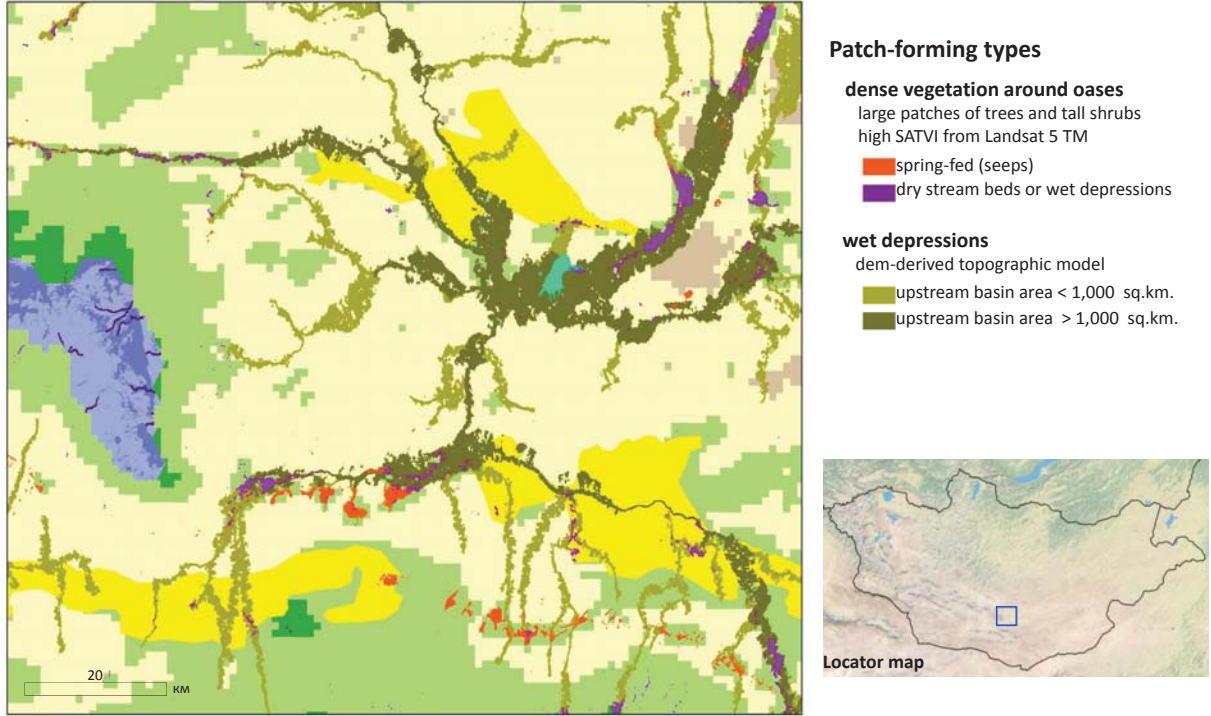 Patch-forming types
dense vegetation around oases
large patches of trees and tall shrubs
high SATVI from Landsat 5 TM
spring-fed (seeps)
dry stream beds or wet depressions
wet depressions
dem-derived topographic model
upstream basin area < 1,000 sq.km.
upstream basin area > 1,000 sq.km.
20
KM
Locator map